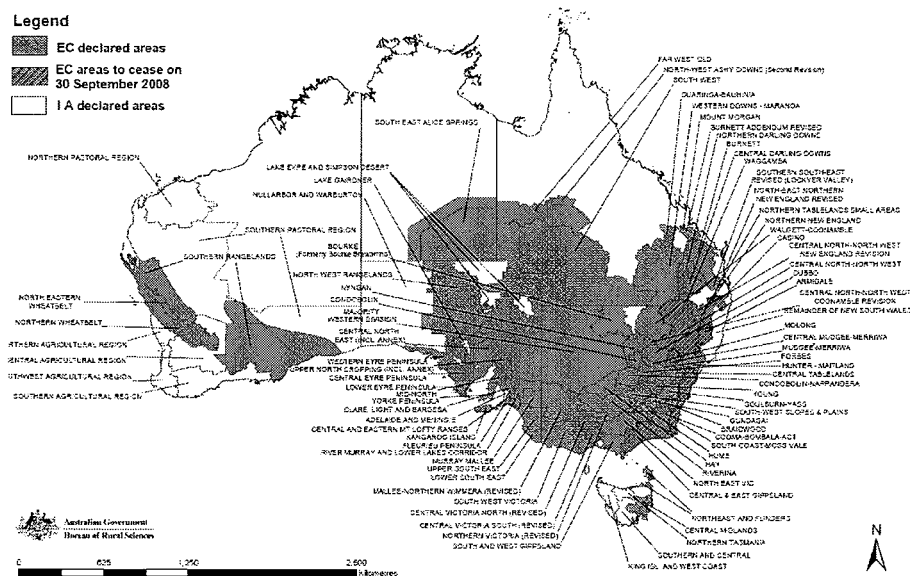 Legend
EC declared areas
EC areas to cease on
30 September 2008
I A declared areas
FAR WEST QLD
NORTH-WEST ASHY DOWNS (Second Revision)
SOUTH WEST
DUARINGA-BAUHINIA
WESTERN DOWNS - MARANOA
MOUNT MORGAN
BURNETT ADDENDUM REVISED
NORTHERN DARLING DOWNS
BURNETT
CENTRAL DARLING DOWNS
WAGGAMBA
SOUTHERN SOUTH-EAST
REVISED (LOCKYER VALLEY)
NORTH-EAST NORTHERN
NEW ENGLAND REVISED
NORTHERN TABLELANDS SMALL AREAS
NORTHERN NEW ENGLAND
WALGETT-COONAMBLE
CASINO
CENTRAL NORTH-NORTH WEST
NEW ENGLAND REVISION
CENTRAL NORTH-NORTH WEST
DUBBO
ARMIDALE
CENTRAL NORTH-NORTH WEST
COONAMBLE REVISION
REMAINDER OF NEW SOUTH WALES
MOLONG
CENTRAL MUDGEE-MERRIWA
MUDGEE-MERRIWA
FORBES
HUNTER - MAITLAND
CENTRAL TABLELANDS
CONDOBOLIN-NARRANDERA
YOUNG
GOULBURN-YASS
SOUTH-WEST SLOPES & PLAINS
GUNDAGAI
BRAIDWOOD
COOMA-BOMBALA-ACT
SOUTH COAST-MOSS VALE
HUME
HAY
RIVERINA
NORTH EAST VIC
CENTRAL & EAST GIPPSLAND
NORTHEAST AND FLINDERS
CENTRAL MIDLANDS
NORTHERN TASMANIA
SOUTHERN AND CENTRAL
KING ISL AND WEST COAST
SOUTH EAST ALICE SPRINGS
NORTHERN PASTORAL REGION
LAKE EYRE AND SIMPSON DESERT
LAKE GAIRDNER
NULLARBOR AND WARBURTON
SOUTHERN PASTORAL REGION
BOURKE
(Formerly Bourke Brewarrina)
SOUTHERN RANGELANDS
NORTH WEST RANGELANDS
NYNGAN
CONDOBOLIN
MAJORITY
WESTERN DIVISION
CENTRAL NORTH
EAST (INCL. ANNEX)
NORTH EASTERN
WHEATBELT
NORTHERN WHEATBELT
RTHERN AGRICULTURAL REGION
ENTRAL AGRICULTURAL REGION
UTHWEST AGRICULTURAL REGION
SOUTHERN AGRICULTURAL REGION
WESTERN EYRE PENINSULA
UPPER NORTH CROPPING (INCL. ANNEX)
CENTRAL EYRE PENINSULA
LOWER EYRE PENINSULA
MID-NORTH
YORKE PENINSULA
CLARE, LIGHT AND BAROSSA
ADELAIDE AND MENINGIE
CENTRAL AND EASTERN MT LOFTY RANGES
KANGAROO ISLAND
FLEURIEU PENINSULA
RIVER MURRAY AND LOWER LAKES CORRIDOR
MURRAY MALLEE
UPPER SOUTH EAST
LOWER SOUTH EAST
MALLEE-NORTHERN WIMMERA (REVISED)
SOUTH WEST VICTORIA
CENTRAL VICTORIA NORTH (REVISED)
CENTRAL VICTORIA SOUTH (REVISED)
NORTHERN VICTORIA (REVISED)
SOUTH AND WEST GIPPSLAND
Australian Government
Bureau of Rural Sciences
0 625 1,250 2,500
Kilometres
N